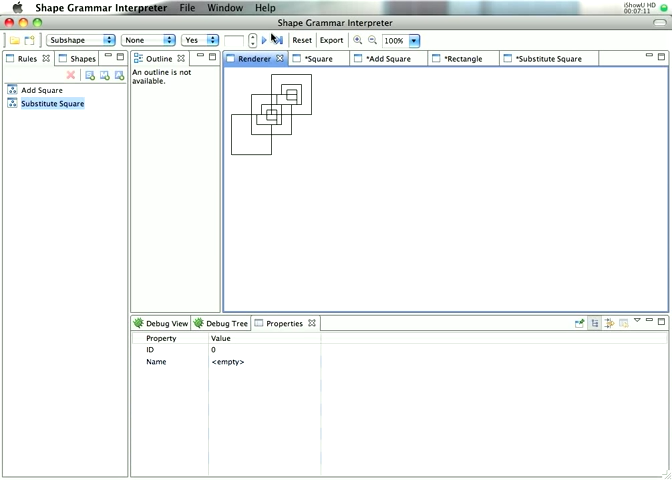 Shape Grammar Interpreter File Window Help iShowU HD
00:07:11
Shape Grammar Interpreter
Subshape None Yes Reset Export 100%
Rules Shapes Outline Renderer *Square *Add Square *Rectangle *Substitute Square
An outline is not
available.
Add Square
Substitute Square
Debug View Debug Tree Properties
Property Value
ID 0
Name <empty>